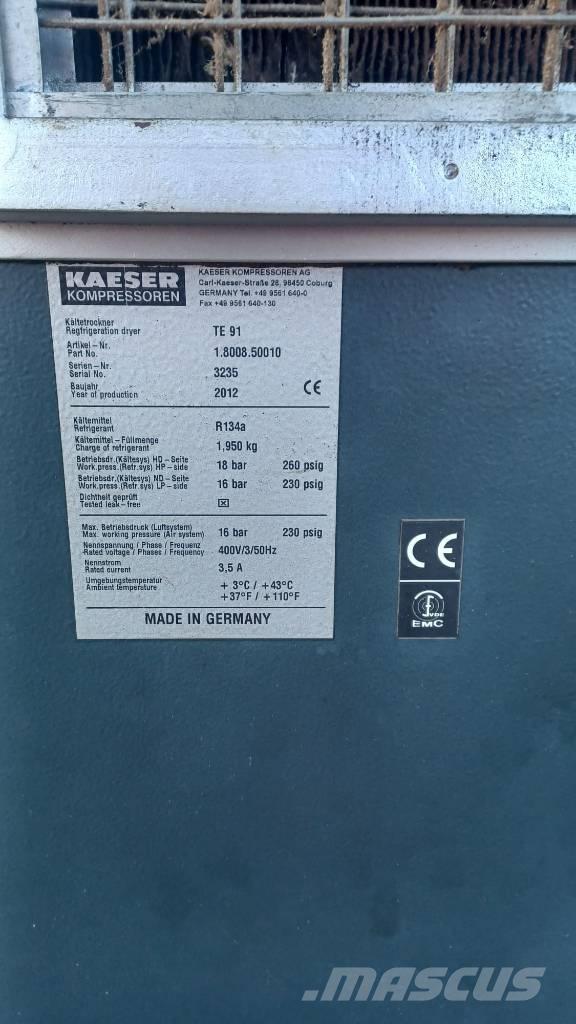 KAESER
KOMPRESSOREN
KAESER KOMPRESSOREN AG
Carl-Kaeser-Straße 26, 96450 Coburg
GERMANY Tel. +49 9561 640-0
Fax +49 9561 640-130
Kältetrockner
Regfrigeration dryer TE 91
Artikel-Nr.
Part No. 1.8008.50010
Serien-Nr.
Serial No. 3235
Baujahr
Year of production 2012 CE
Kältemittel
Refrigerant R134a
Kältemittel-Füllmenge
Charge of refrigerant 1,950 kg
Betriebsdr.(Kältesys) HD-Seite
Work.press.(Refr.sys) HP-side 18 bar 260 psig
Betriebsdr.(Kältesys) ND-Seite
Work.press.(Refr.sys) LP-side 16 bar 230 psig
Dichtheit geprüft
Tested leak-free ☒
Max. Betriebsdruck (Luftsystem)
Max. working pressure (Air system) 16 bar 230 psig
Nennspannung / Phase / Frequenz
Rated voltage / Phases / Frequency 400V/3/50Hz
Nennstrom
Rated current 3,5 A
Umgebungstemperatur
Ambient temperature + 3°C / +43°C
+37°F / +110°F
MADE IN GERMANY
CE
VDE
EMC
MASCUS